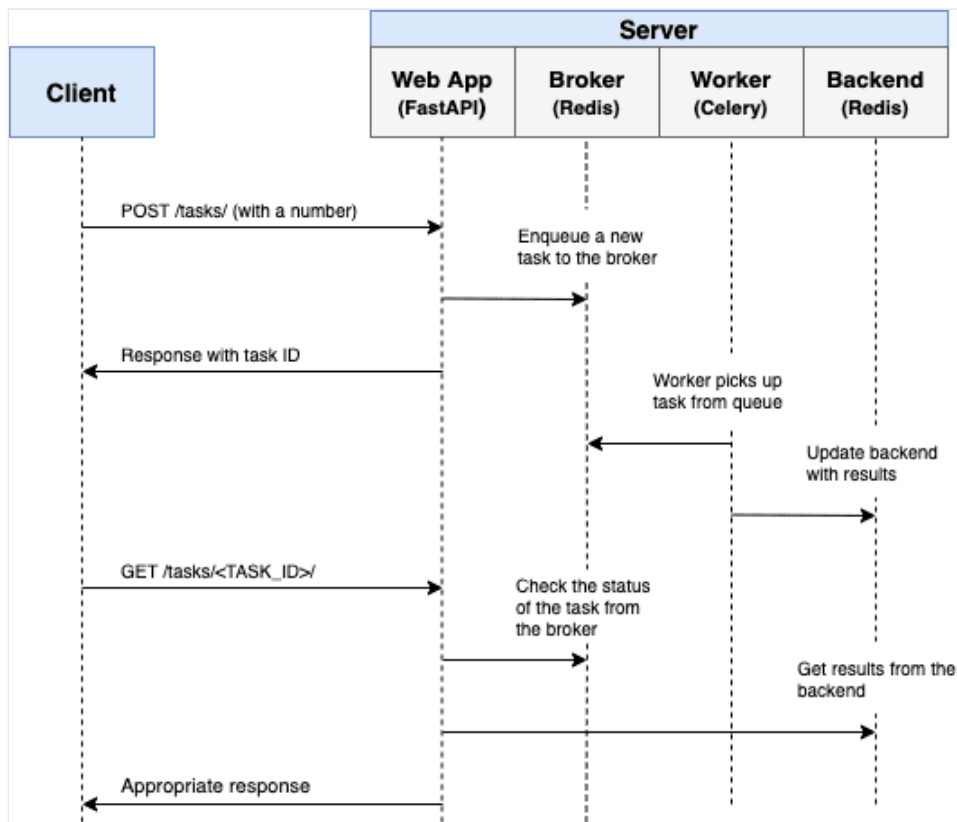 Server
Client
Web App
(FastAPI)
Broker
(Redis)
Worker
(Celery)
Backend
(Redis)
POST /tasks/ (with a number)
Enqueue a new
task to the broker
Response with task ID
Worker picks up
task from queue
Update backend
with results
GET /tasks/<TASK_ID>/
Check the status
of the task from
the broker
Get results from the
backend
Appropriate response